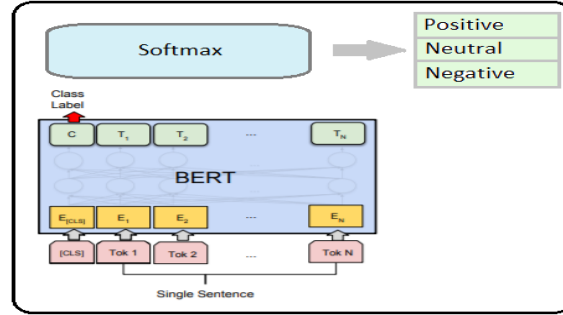 Positive
Softmax
Neutral
Negative
Class
Label
C T1 T2 ... TN
BERT
E[CLS] E1 E2 ... EN
[CLS] Tok 1 Tok 2 ... Tok N
Single Sentence